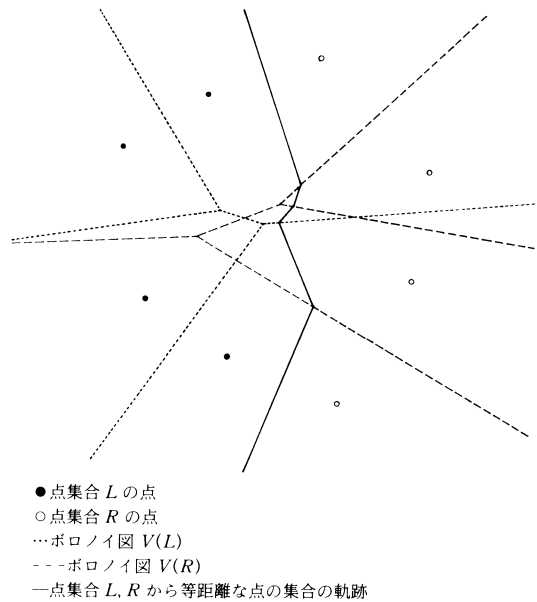 ●点集合 L の点
○点集合 R の点
…ボロノイ図 V(L)
---ボロノイ図 V(R)
—点集合 L, R から等距離な点の集合の軌跡